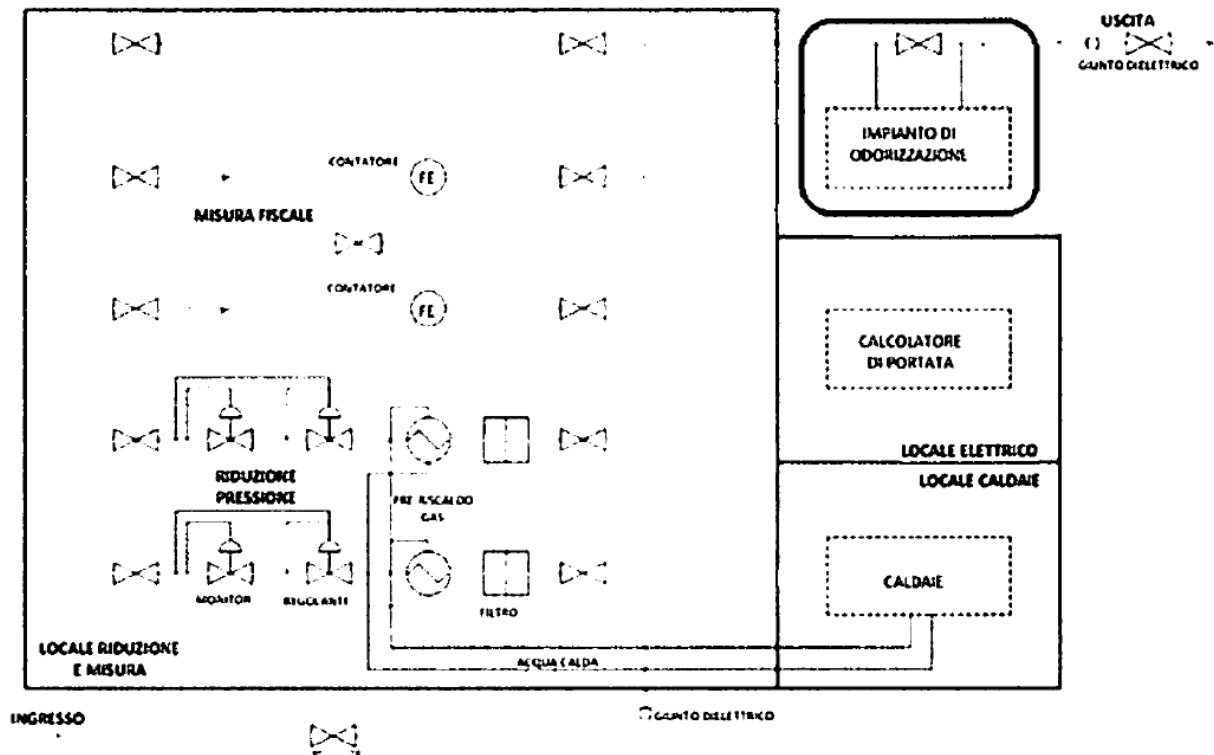 USCITA
GIUNTO DIELETTRICO
IMPIANTO DI
ODORIZZAZIONE
CONTATORE
FE
MISURA FISCALE
CONTATORE
FE
CALCOLATORE
DI PORTATA
LOCALE ELETTRICO
LOCALE CALDAIE
RIDUZIONE
PRESSIONE
PRE RISCALDO
GAS
CALDAIE
MONITOR
REGOLANTE
FILTRO
LOCALE RIDUZIONE
E MISURA
ACQUA CALDA
INGRESSO
GIUNTO DIELETTRICO